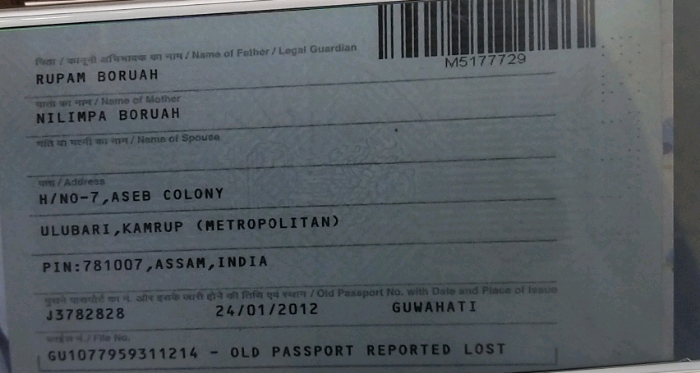 M5177729
पिता / कानूनी अभिभावक का नाम / Name of Father / Legal Guardian
RUPAM BORUAH
माता का नाम / Name of Mother
NILIMPA BORUAH
पति या पत्नी का नाम / Name of Spouse
पता / Address
H/NO-7,ASEB COLONY
ULUBARI,KAMRUP (METROPOLITAN)
PIN:781007,ASSAM,INDIA
पुराने पासपोर्ट का नं. और इसके जारी होने की तिथि एवं स्थान / Old Passport No. with Date and Place of Issue
J3782828 24/01/2012 GUWAHATI
फाईल नं. / File No.
GU1077959311214 - OLD PASSPORT REPORTED LOST